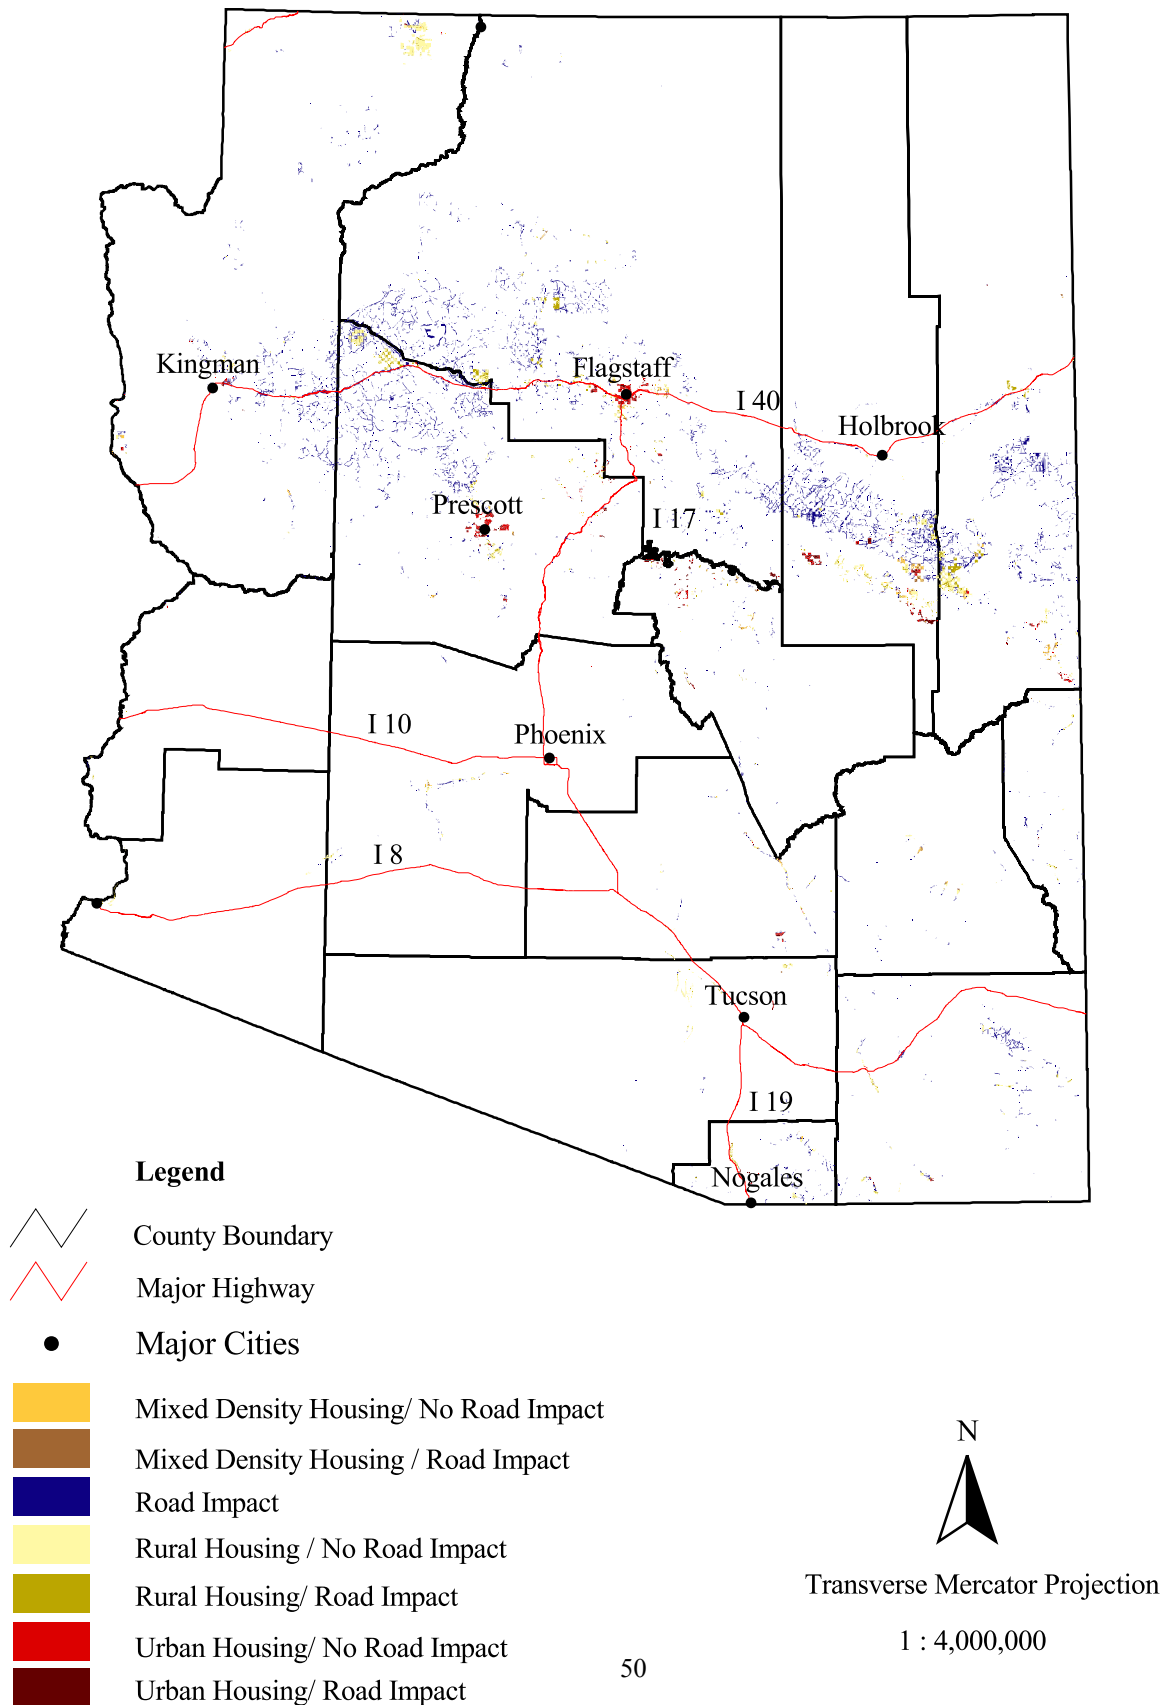 Kingman
Flagstaff
I 40
Holbrook
Prescott
I 17
I 10
Phoenix
I 8
Tucson
I 19
Nogales
Legend
County Boundary
Major Highway
Major Cities
Mixed Density Housing/ No Road Impact
Mixed Density Housing / Road Impact
Road Impact
Rural Housing / No Road Impact
Rural Housing/ Road Impact
Urban Housing/ No Road Impact
Urban Housing/ Road Impact
N
Transverse Mercator Projection
1 : 4,000,000
50